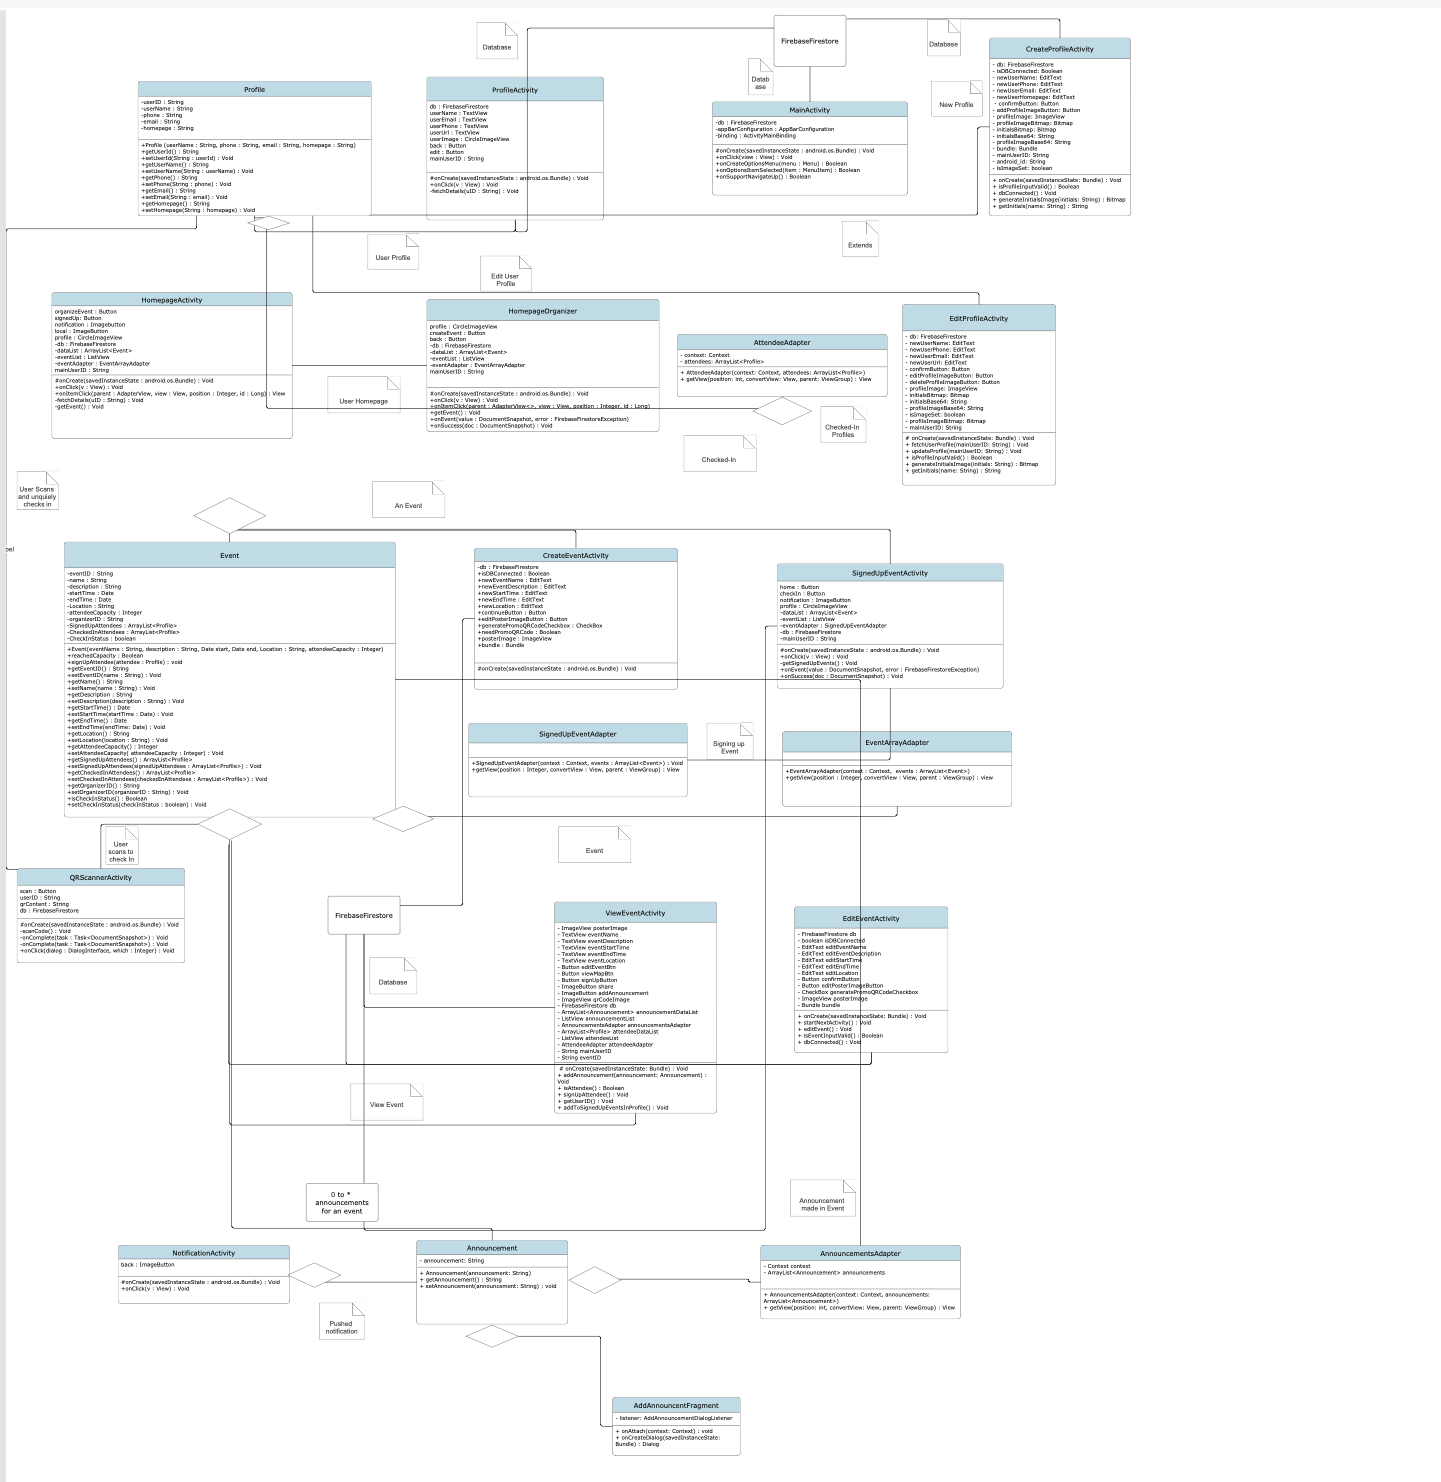 FirebaseFirestore
Database
Database
Datab
ase
New Profile
CreateProfileActivity
- db: FirebaseFirestore
- isDBConnected: Boolean
- newUserName: EditText
- newUserPhone: EditText
- newUserEmail: EditText
- newUserHomepage: EditText
- confirmButton: Button
- addProfileImageButton: Button
- profileImage: ImageView
- profileImageBitmap: Bitmap
- initialsBitmap: Bitmap
- initialsBase64: String
- profileImageBase64: String
- bundle: Bundle
- mainUserID: String
- android_id: String
- isImageSet: boolean
+ onCreate(savedInstanceState: Bundle) : Void
+ isProfileInputValid() : Boolean
+ dbConnected() : Void
+ generateInitialsImage(initials: String) : Bitmap
+ getInitials(name: String) : String
Profile
-userID : String
-userName : String
-phone : String
-email : String
-homepage : String
+Profile (userName : String, phone : String, email : String, homepage : String)
+getUserId() : String
+setUserId(String : userId) : Void
+getUserName() : String
+setUserName(String : userName) : Void
+getPhone() : String
+setPhone(String : phone) : Void
+getEmail() : String
+setEmail(String : email) : Void
+getHomepage() : String
+setHomepage(String : homepage) : Void
ProfileActivity
db : FirebaseFirestore
userName : TextView
userEmail : TextView
userPhone : TextView
userUrl : TextView
userImage : CircleImageView
back : Button
edit : Button
mainUserID : String
#onCreate(savedInstanceState : android.os.Bundle) : Void
+onClick(v : View) : Void
-fetchDetails(uID : String) : Void
MainActivity
-db : FirebaseFirestore
-appBarConfiguration : AppBarConfiguration
-binding : ActivityMainBinding
#onCreate(savedInstanceState : android.os.Bundle) : Void
+onClick(view : View) : Void
+onCreateOptionsMenu(menu : Menu) : Boolean
+onOptionsItemSelected(item : MenuItem) : Boolean
+onSupportNavigateUp() : Boolean
User Profile
Edit User
Profile
Extends
HomepageActivity
organizeEvent : Button
signedUp: Button
notification : Imagebutton
local : ImageButton
profile : CircleImageView
-db : FirebaseFirestore
-dataList : ArrayList<Event>
-eventList : ListView
-eventAdapter : EventArrayAdapter
mainUserID : String
#onCreate(savedInstanceState : android.os.Bundle) : Void
+onClick(v : View) : Void
+onItemClick(parent : AdapterView, view : View, position : Integer, id : Long) : View
-fetchDetails(uID : String) : Void
-getEvent() : Void
HomepageOrganizer
profile : CircleImageView
createEvent : Button
back : Button
-db : FirebaseFirestore
-dataList : ArrayList<Event>
-eventList : ListView
-eventAdapter : EventArrayAdapter
mainUserID : String
#onCreate(savedInstanceState : android.os.Bundle) : Void
+onClick(v : View) : Void
+onItemClick(parent : AdapterView<>, view : View, position : Integer, id : Long)
+getEvent() : Void
+onEvent(value : DocumentSnapshot, error : FirebaseFirestoreException)
+onSuccess(doc : DocumentSnapshot) : Void
AttendeeAdapter
- context: Context
- attendees: ArrayList<Profile>
+ AttendeeAdapter(context: Context, attendees: ArrayList<Profile>)
+ getView(position: int, convertView: View, parent: ViewGroup) : View
EditProfileActivity
- db: FirebaseFirestore
- newUserName: EditText
- newUserPhone: EditText
- newUserEmail: EditText
- newUserUrl: EditText
- confirmButton: Button
- editProfileImageButton: Button
- deleteProfileImageButton: Button
- profileImage: ImageView
- initialsBitmap: Bitmap
- initialsBase64: String
- profileImageBase64: String
- isImageSet: boolean
- profileImageBitmap: Bitmap
- mainUserID: String
# onCreate(savedInstanceState: Bundle) : Void
+ fetchUserProfile(mainUserID: String) : Void
+ updateProfile(mainUserID: String) : Void
+ isProfileInputValid() : Boolean
+ generateInitialsImage(initials: String) : Bitmap
+ getInitials(name: String) : String
User Homepage
Checked-In
Profiles
Checked-In
User Scans
and unquiely
checks in
An Event
Event
-eventID : String
-name : String
-description : String
-startTime : Date
-endTime : Date
-Location : String
-attendeeCapacity : Integer
-organizerID : String
-SignedUpAttendees : ArrayList<Profile>
-CheckedInAttendees : ArrayList<Profile>
-CheckInStatus : boolean
+Event(eventName : String, description : String, Date start, Date end, Location : String, attendeeCapacity : Integer)
+reachedCapacity : Boolean
+signUpAttendee(attendee : Profile) : void
+getEventID() : String
+setEventID(name : String) : Void
+getName() : String
+setName(name : String) : Void
+getDescription : String
+setDescription(description : String) : Void
+getStartTime() : Date
+setStartTime(startTime : Date) : Void
+getEndTime() : Date
+setEndTime(endTime: Date) : Void
+getLocation() : String
+setLocation(location : String) : Void
+getAttendeeCapacity() : Integer
+setAttendeeCapacity( attendeeCapacity : Integer) : Void
+getSignedUpAttendees() : ArrayList<Profile>
+setSignedUpAttendees(signedUpAttendees : ArrayList<Profile>) : Void
+getCheckedInAttendees() : ArrayList<Profile>
+setCheckedInAttendees(checkedInAttendees : ArrayList<Profile>) : Void
+getOrganizerID() : String
+setOrganizerID(organizerID : String) : Void
+isCheckInStatus() : Boolean
+setCheckInStatus(checkInStatus : boolean) : Void
CreateEventActivity
-db : FirebaseFirestore
+isDBConnected : Boolean
+newEventName : EditText
+newEventDescription : EditText
+newStartTime : EditText
+newEndTime : EditText
+newLocation : EditText
+continueButton : Button
+editPosterImageButton : Button
+generatePromoQRCodeCheckbox : CheckBox
+needPromoQRCode : Boolean
+posterImage : ImageView
+bundle : Bundle
#onCreate(savedInstanceState : android.os.Bundle) : Void
SignedUpEventActivity
home : Button
checkIn : Button
notification : ImageButton
profile : CircleImageView
-dataList : ArrayList<Event>
-eventList : ListView
-eventAdapter : SignedUpEventAdapter
-db : FirebaseFirestore
-mainUserID : String
#onCreate(savedInstanceState : android.os.Bundle) : Void
+onClick(v : View) : Void
-getSignedUpEvents() : Void
+onEvent(value : DocumentSnapshot, error : FirebaseFirestoreException)
+onSuccess(doc : DocumentSnapshot) : Void
SignedUpEventAdapter
+SignedUpEventAdapter(context : Context, events : ArrayList<Event>) : Void
+getView(position : Integer, convertView : View, parent : ViewGroup) : View
Signing up
Event
EventArrayAdapter
+EventArrayAdapter(context : Context, events : ArrayList<Event>)
+getView(position : Integer, convertView : View, parent : ViewGroup) : view
User
scans to
check In
Event
QRScannerActivity
scan : Button
userID : String
qrContent : String
db : FirebaseFirestore
#onCreate(savedInstanceState : android.os.Bundle) : Void
-scanCode() : Void
-onComplete(task : Task<DocumentSnapshot>) : Void
-onComplete(task : Task<DocumentSnapshot>) : Void
+onClick(dialog : DialogInterface, which : Integer) : Void
FirebaseFirestore
Database
ViewEventActivity
- ImageView posterImage
- TextView eventName
- TextView eventDescription
- TextView eventStartTime
- TextView eventEndTime
- TextView eventLocation
- Button editEventBtn
- Button viewMapBtn
- Button signUpButton
- ImageButton share
- ImageButton addAnnouncement
- ImageView qrCodeImage
- FirebaseFirestore db
- ArrayList<Announcement> announcementDataList
- ListView announcementList
- AnnouncementsAdapter announcementsAdapter
- ArrayList<Profile> attendeeDataList
- ListView attendeeList
- AttendeeAdapter attendeeAdapter
- String mainUserID
- String eventID
# onCreate(savedInstanceState: Bundle) : Void
+ addAnnouncement(announcement: Announcement) :
Void
+ isAttendee() : Boolean
+ signUpAttendee() : Void
+ getUserID() : Void
+ addToSignedUpEventsInProfile() : Void
EditEventActivity
- FirebaseFirestore db
- boolean isDBConnected
- EditText editEventName
- EditText editEventDescription
- EditText editStartTime
- EditText editEndTime
- EditText editLocation
- Button confirmButton
- Button editPosterImageButton
- CheckBox generatePromoQRCodeCheckbox
- ImageView posterImage
- Bundle bundle
+ onCreate(savedInstanceState: Bundle) : Void
+ startNextActivity() : Void
+ editEvent() : Void
+ isEventInputValid() : Boolean
+ dbConnected() : Void
View Event
0 to *
announcements
for an event
Announcement
made in Event
NotificationActivity
back : ImageButton
#onCreate(savedInstanceState : android.os.Bundle) : Void
+onClick(v : View) : Void
Announcement
- announcement: String
+ Announcement(announcement: String)
+ getAnnouncement() : String
+ setAnnouncement(announcement: String) : void
AnnouncementsAdapter
- Context context
- ArrayList<Announcement> announcements
+ AnnouncementsAdapter(context: Context, announcements:
ArrayList<Announcement>)
+ getView(position: int, convertView: View, parent: ViewGroup) : View
Pushed
notification
AddAnnouncentFragment
- listener: AddAnnouncementDialogListener
+ onAttach(context: Context) : void
+ onCreateDialog(savedInstanceState:
Bundle) : Dialog